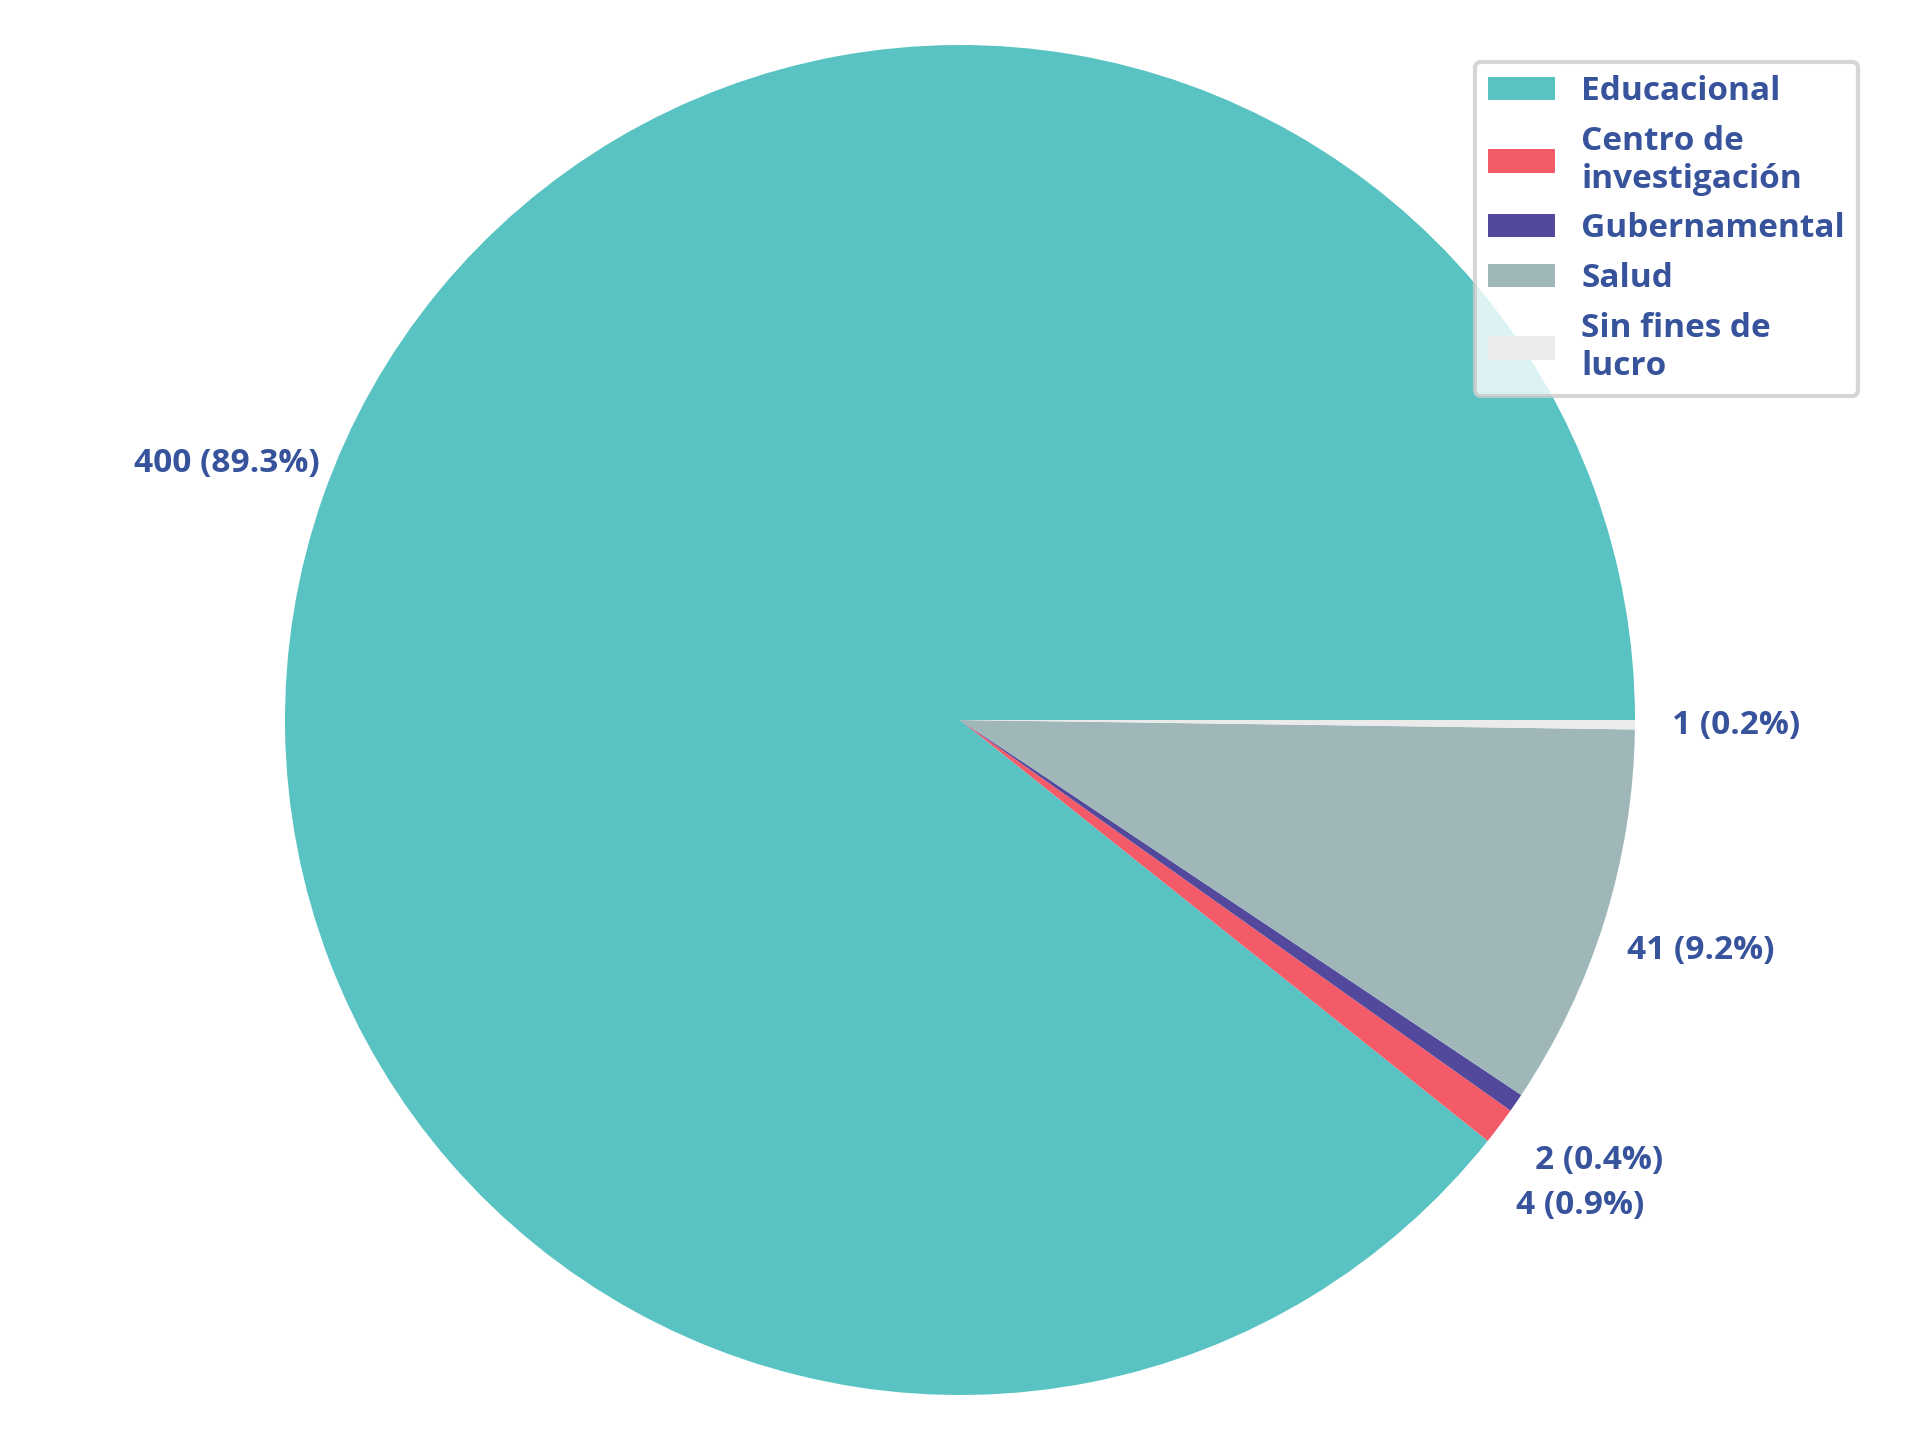 Educacional
Centro de
investigación
Gubernamental
Salud
Sin fines de
lucro
400 (89.3%)
1 (0.2%)
41 (9.2%)
2 (0.4%)
4 (0.9%)